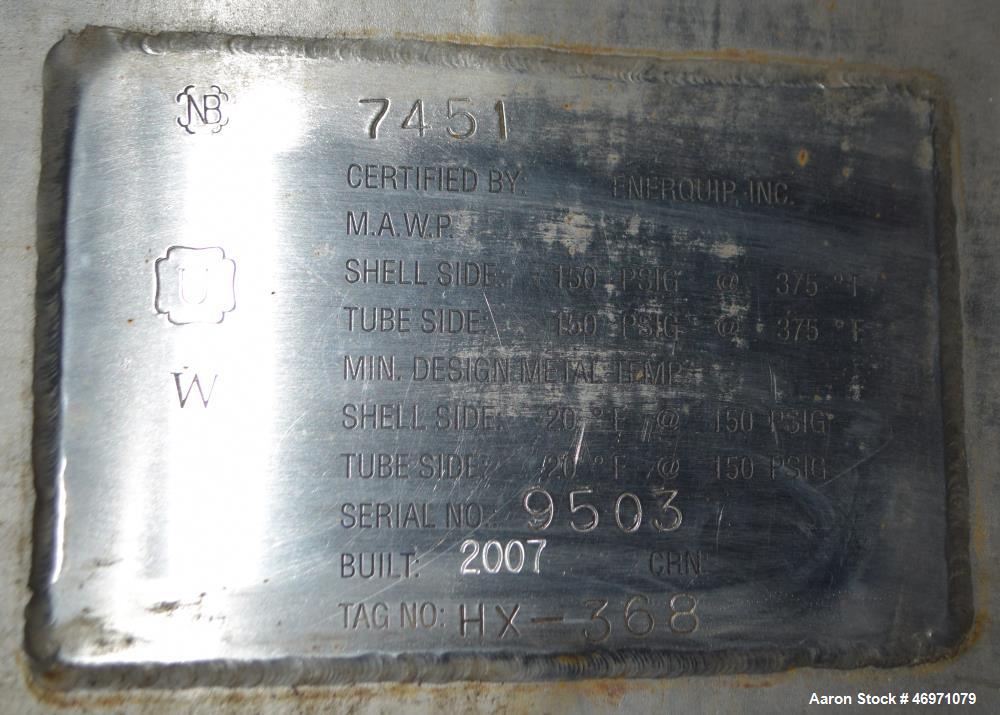 NB 7451
CERTIFIED BY: ENERQUIP, INC.
M.A.W.P.
SHELL SIDE: 150 PSIG @ 375 °F
U
TUBE SIDE: 150 PSIG @ 375 °F
MIN. DESIGN METAL TEMP.
W
SHELL SIDE: 20 °F @ 150 PSIG
TUBE SIDE: 20 °F @ 150 PSIG
SERIAL NO.: 9503
BUILT: 2007 CRN
TAG NO: HX-368
Aaron Stock # 46971079